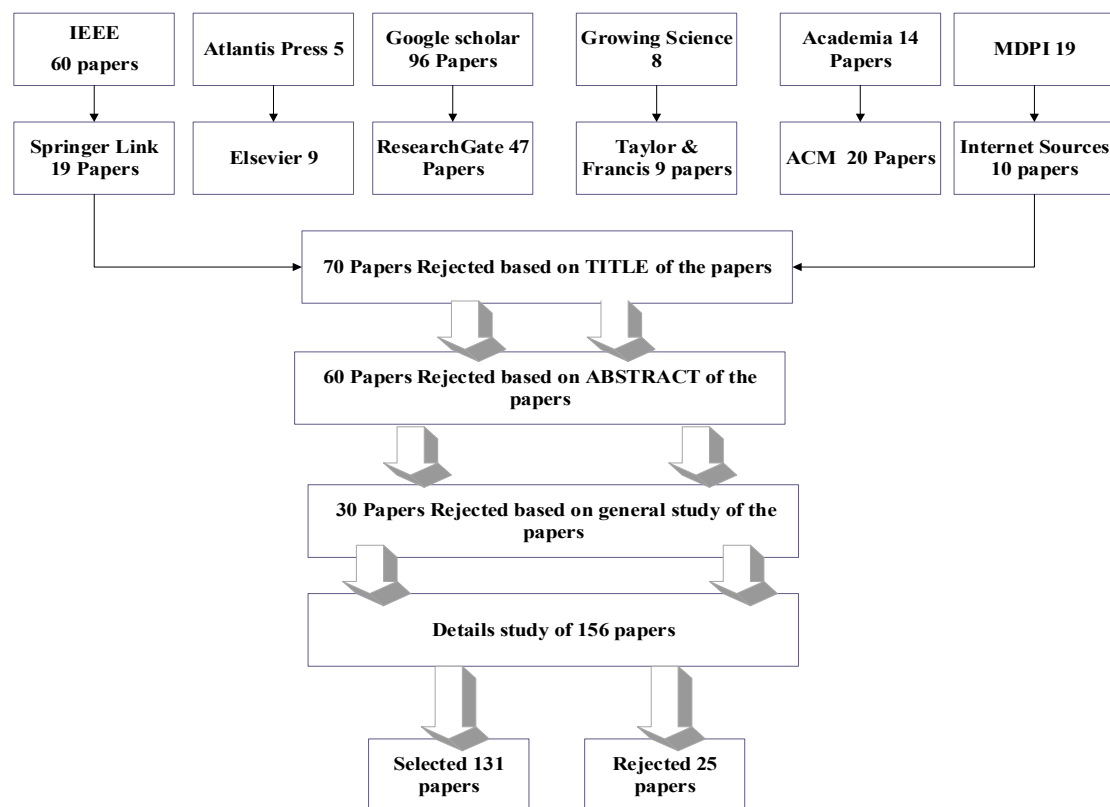 IEEE
60 papers
Atlantis Press 5
Google scholar
96 Papers
Growing Science
8
Academia 14
Papers
MDPI 19
Springer Link
19 Papers
Elsevier 9
ResearchGate 47
Papers
Taylor &
Francis 9 papers
ACM 20 Papers
Internet Sources
10 papers
70 Papers Rejected based on TITLE of the papers
60 Papers Rejected based on ABSTRACT of the
papers
30 Papers Rejected based on general study of the
papers
Details study of 156 papers
Selected 131
papers
Rejected 25
papers